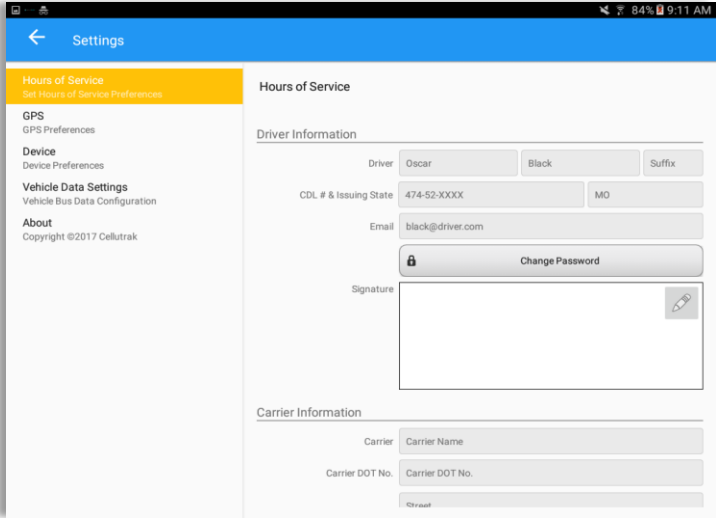 84% 9:11 AM
Settings
Hours of Service
Set Hours of Service Preferences
GPS
GPS Preferences
Device
Device Preferences
Vehicle Data Settings
Vehicle Bus Data Configuration
About
Copyright ©2017 Cellutrak
Hours of Service
Driver Information
Driver Oscar Black Suffix
CDL # & Issuing State 474-52-XXXX MO
Email black@driver.com
Change Password
Signature
Carrier Information
Carrier Carrier Name
Carrier DOT No. Carrier DOT No.
Street